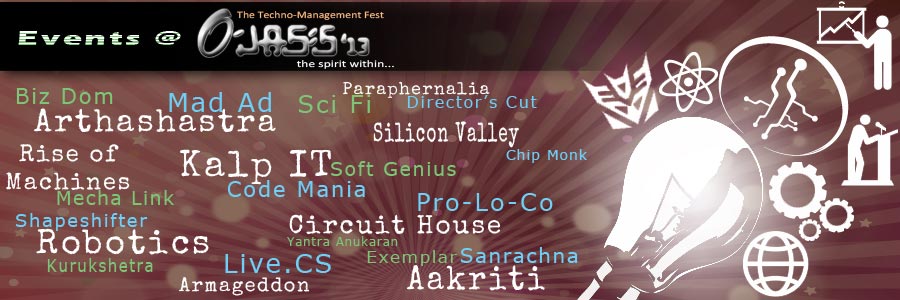 Events @
The Techno-Management Fest
OJASS'13
the spirit within...
Paraphernalia
Biz Dom
Mad Ad
Sci Fi
Director's Cut
Arthashastra
Silicon Valley
Rise of
Machines
Kalp IT
Soft Genius
Chip Monk
Mecha Link
Code Mania
Pro-Lo-Co
Shapeshifter
Circuit House
Robotics
Yantra Anukaran
Kurukshetra
Live.CS
Exemplar
Sanrachna
Armageddon
Aakriti